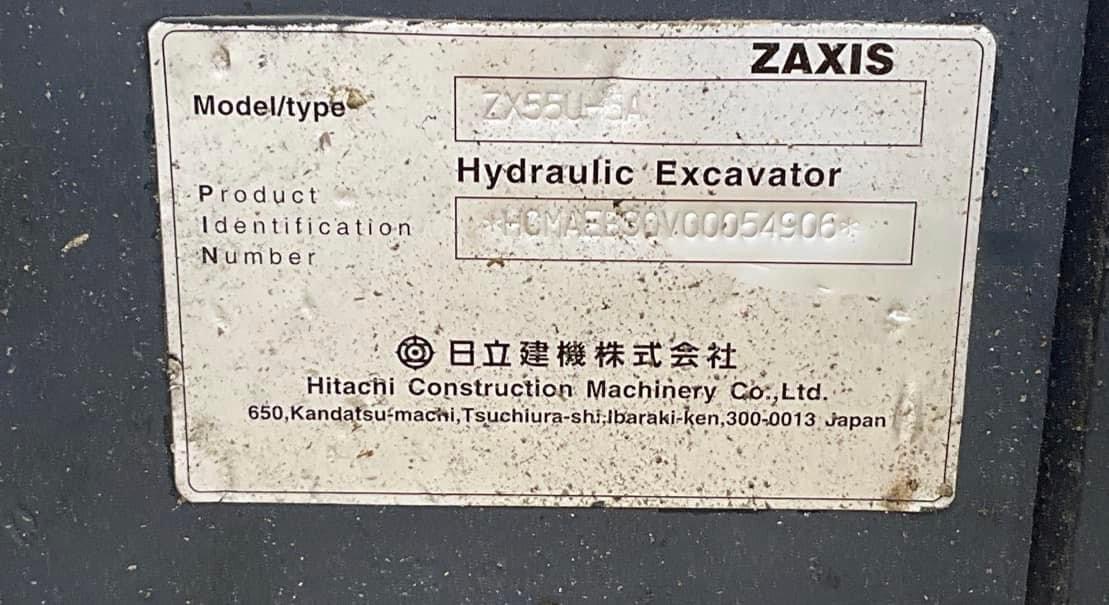 ZAXIS
Model/type
ZX55U-5A
Hydraulic Excavator
Product
Identification
Number
日立建機株式会社
Hitachi Construction Machinery Co.,Ltd.
650,Kandatsu-machi,Tsuchiura-shi,Ibaraki-ken,300-0013 Japan